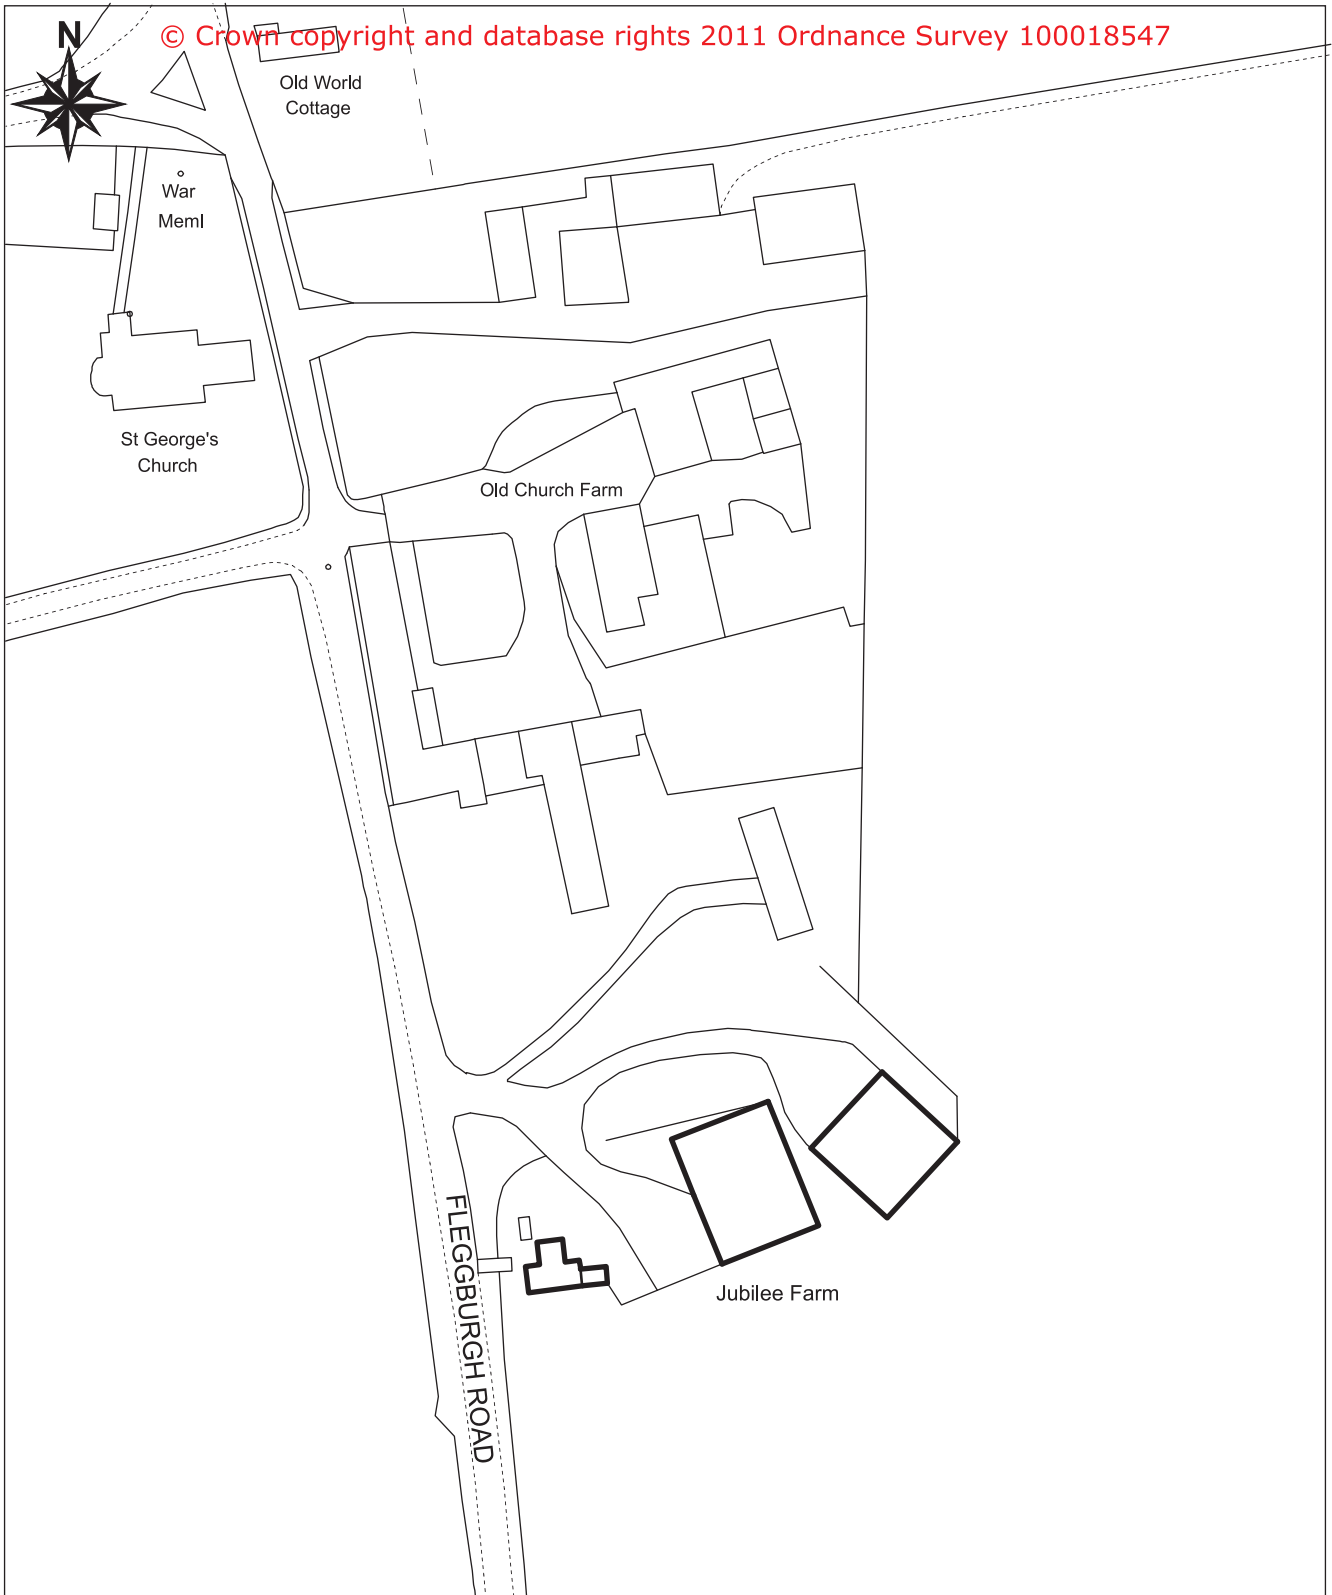 N
© Crown copyright and database rights 2011 Ordnance Survey 100018547
Old World
Cottage
War
Meml
St George's
Church
Old Church Farm
FLEGGBURGH ROAD
Jubilee Farm